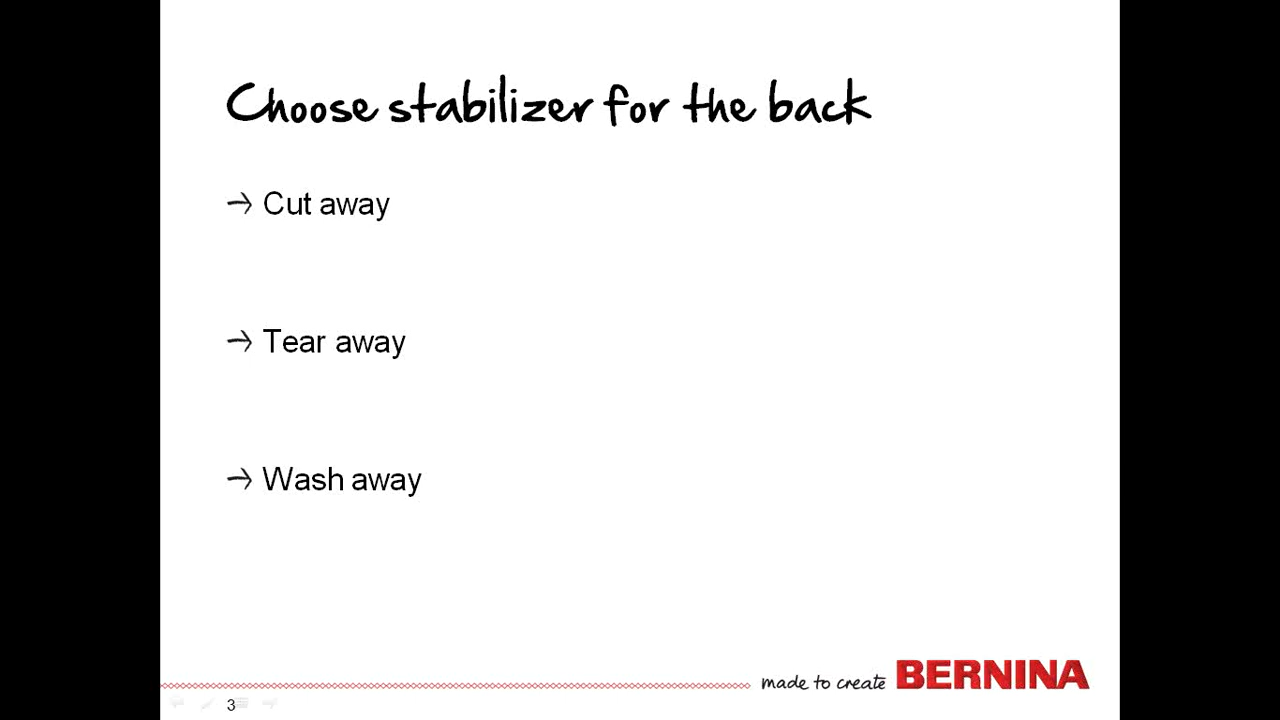 Choose stabilizer for the back
→ Cut away
→ Tear away
→ Wash away
made to create BERNINA
3